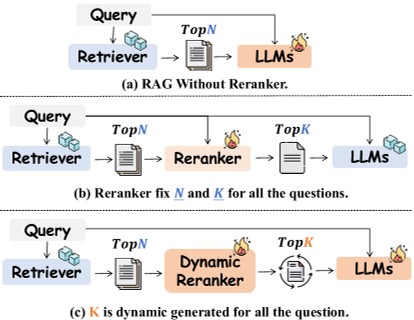 Query
TopN
Retriever
LLMs
(a) RAG Without Reranker.
Query
TopN
TopK
Retriever
Reranker
LLMs
(b) Reranker fix N and K for all the questions.
Query
TopN
TopK
Retriever
Dynamic
Reranker
LLMs
(c) K is dynamic generated for all the question.